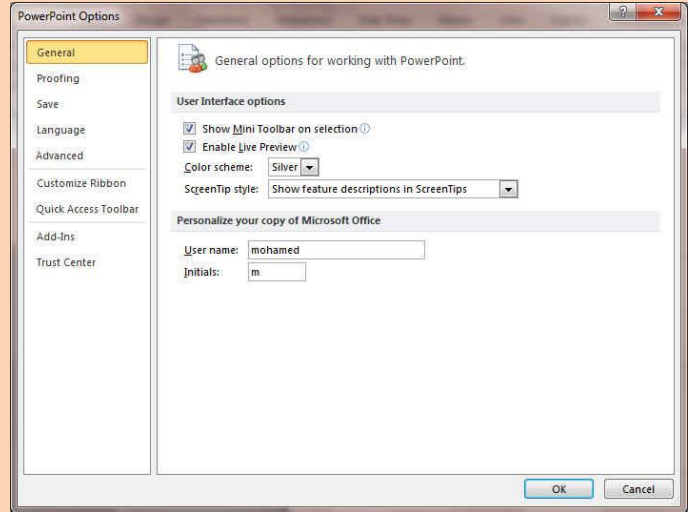 PowerPoint Options
General
Proofing
Save
Language
Advanced
Customize Ribbon
Quick Access Toolbar
Add-Ins
Trust Center
General options for working with PowerPoint.
User Interface options
Show Mini Toolbar on selection
Enable Live Preview
Color scheme: Silver
ScreenTip style: Show feature descriptions in ScreenTips
Personalize your copy of Microsoft Office
User name: mohamed
Initials: m
OK Cancel